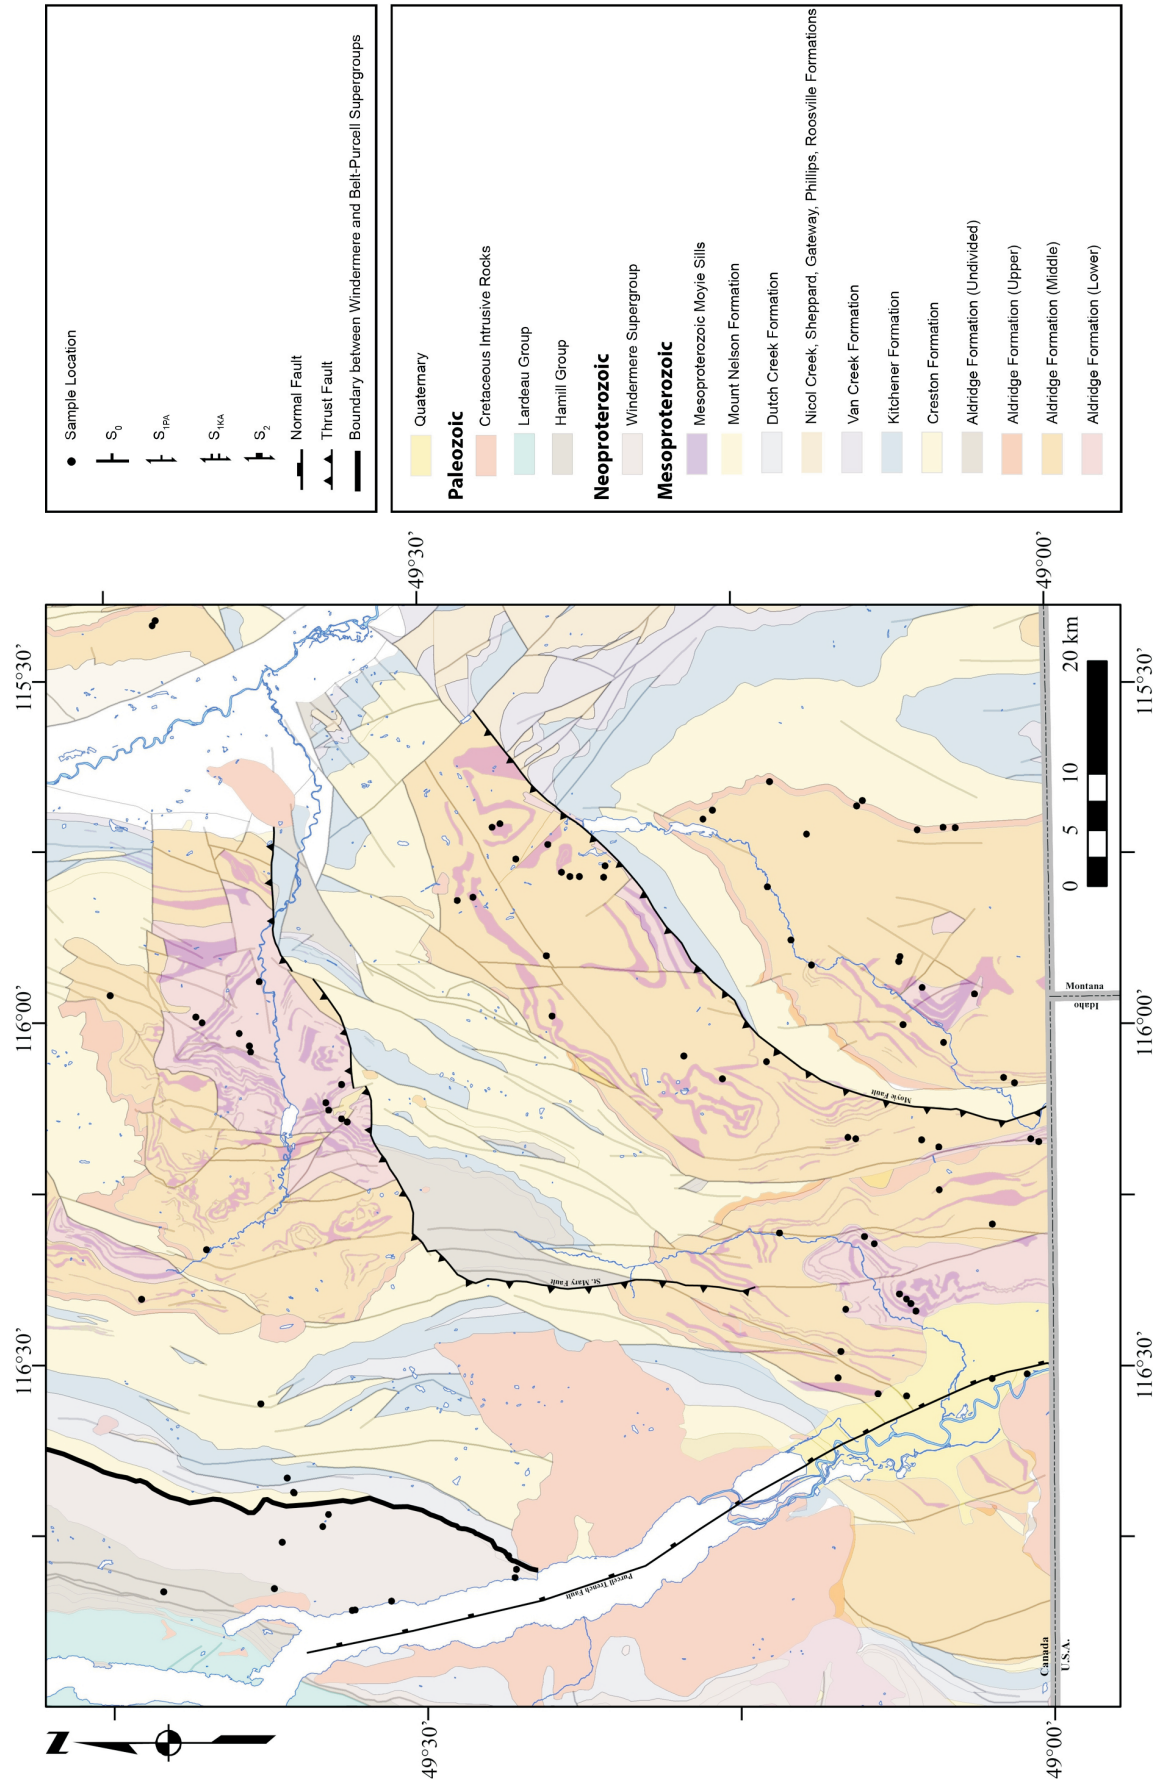 Sample Location
S0
S1PA
S1KA
S2
Normal Fault
Thrust Fault
Boundary between Windermere and Belt-Purcell Supergroups
Quaternary
Paleozoic
Cretaceous Intrusive Rocks
Lardeau Group
Hamill Group
Neoproterozoic
Windermere Supergroup
Mesoproterozoic
Mesoproterozoic Moyie Sills
Mount Nelson Formation
Dutch Creek Formation
Nicol Creek, Sheppard, Gateway, Phillips, Roosville Formations
Van Creek Formation
Kitchener Formation
Creston Formation
Aldridge Formation (Undivided)
Aldridge Formation (Upper)
Aldridge Formation (Middle)
Aldridge Formation (Lower)
49°30'
49°00'
115°30'
116°00'
116°30'
115°30'
116°00'
116°30'
0 5 10 20 km
Montana
Idaho
Moyie Fault
St. Mary Fault
Purcell Trench Fault
Canada
U.S.A.
N
49°30'
49°00'